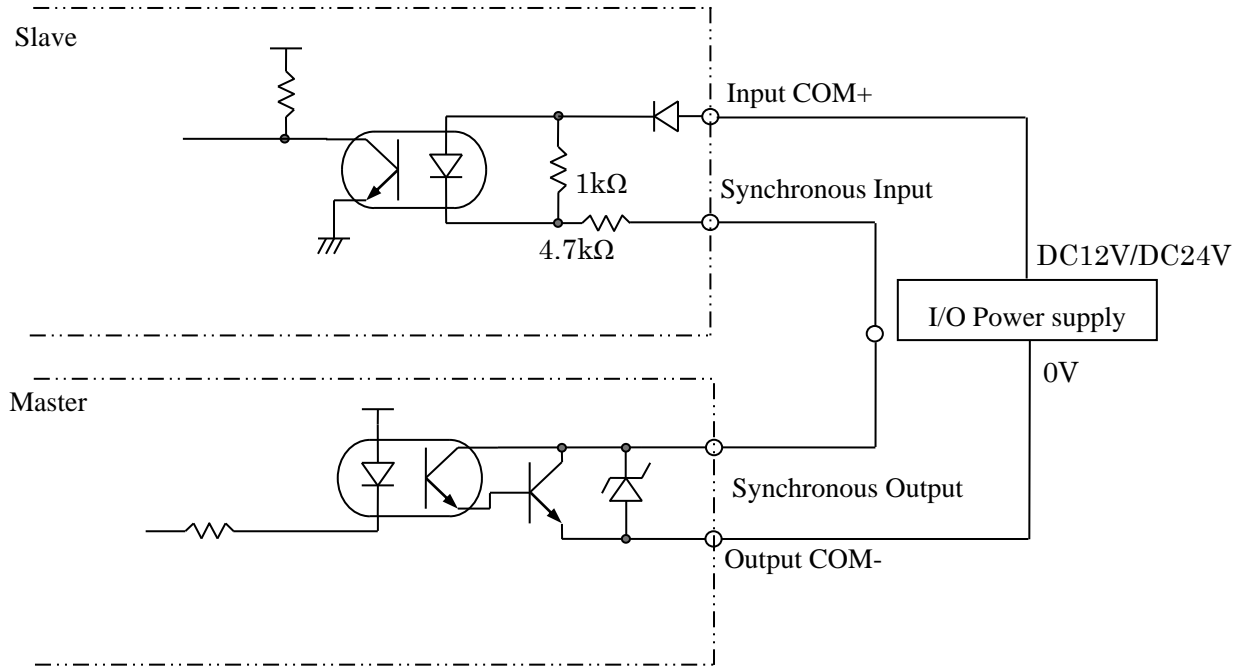 Slave
Input COM+
1kΩ
Synchronous Input
4.7kΩ
DC12V/DC24V
I/O Power supply
0V
Master
Synchronous Output
Output COM-